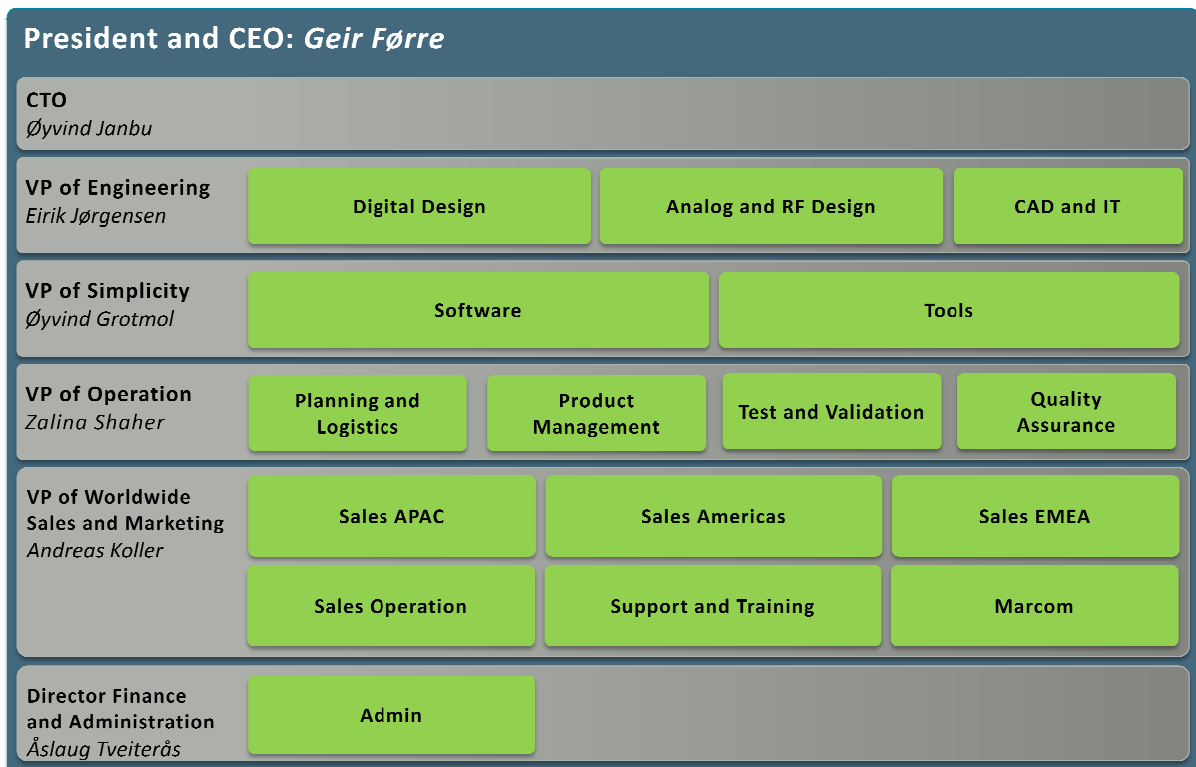 President and CEO: Geir Førre
CTO
Øyvind Janbu
VP of Engineering
Eirik Jørgensen
Digital Design
Analog and RF Design
CAD and IT
VP of Simplicity
Øyvind Grotmol
Software
Tools
VP of Operation
Zalina Shaher
Planning and
Logistics
Product
Management
Test and Validation
Quality
Assurance
VP of Worldwide
Sales and Marketing
Andreas Koller
Sales APAC
Sales Americas
Sales EMEA
Sales Operation
Support and Training
Marcom
Director Finance
and Administration
Åslaug Tveiterås
Admin